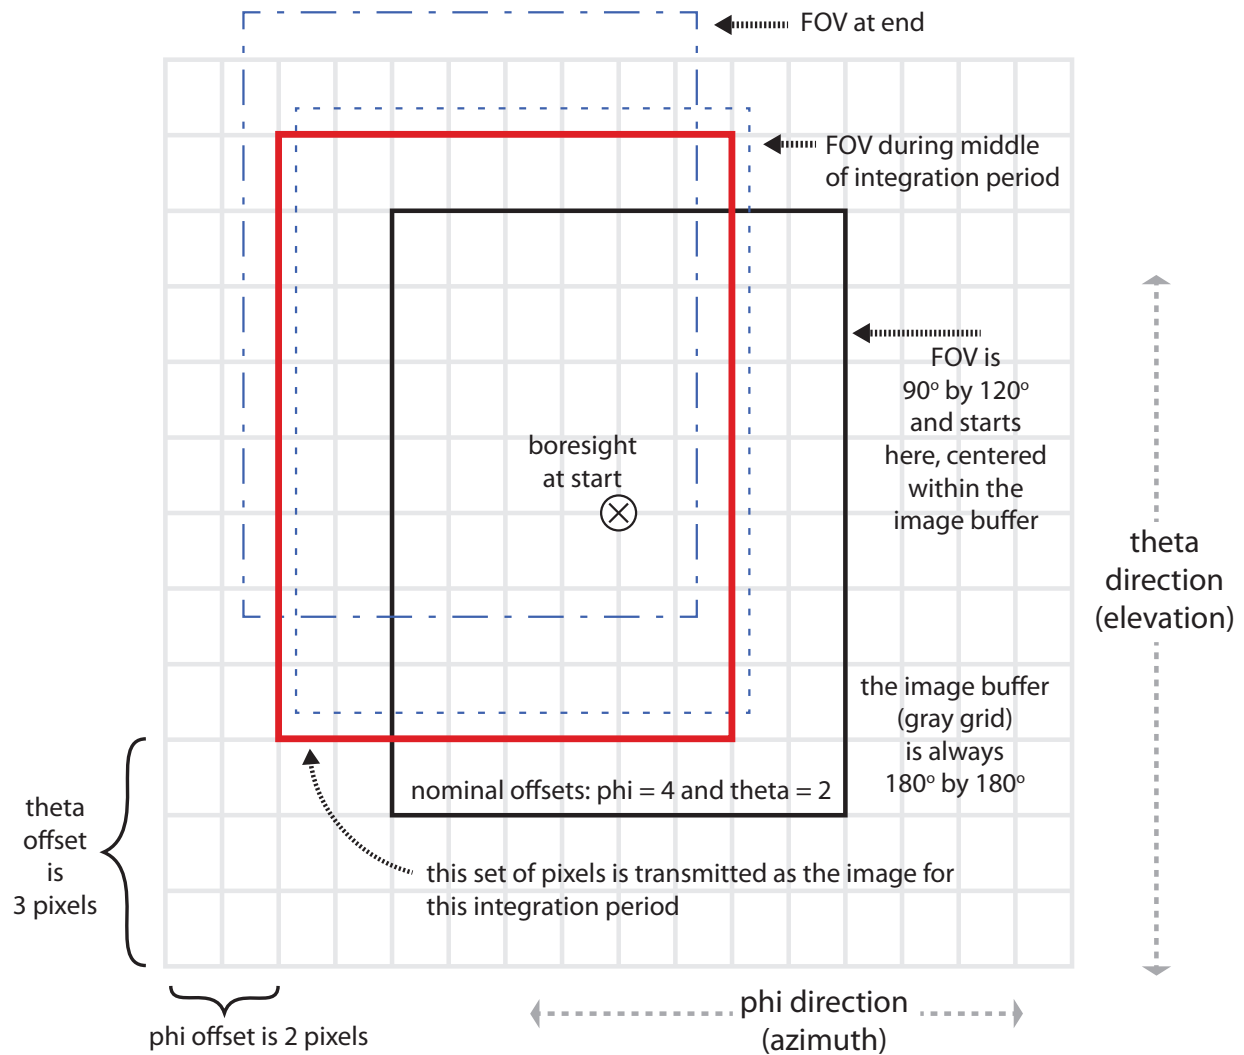 FOV at end
FOV during middle
of integration period
FOV is
90° by 120°
and starts
here, centered
within the
image buffer
boresight
at start
theta
direction
(elevation)
the image buffer
(gray grid)
is always
180° by 180°
nominal offsets: phi = 4 and theta = 2
theta
offset
is
3 pixels
this set of pixels is transmitted as the image for
this integration period
phi offset is 2 pixels
phi direction
(azimuth)